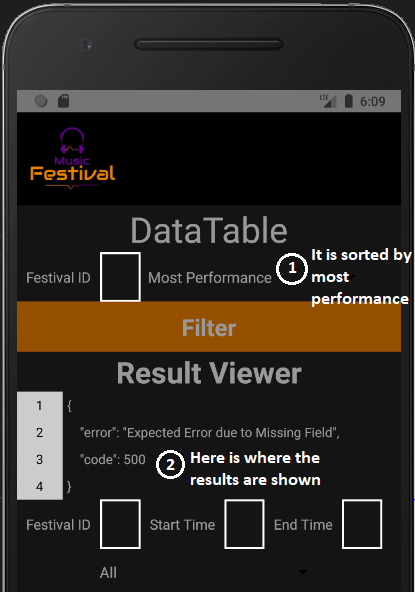 LTE 6:09
Music
Festival
DataTable
Festival ID Most Performance
1 It is sorted by
most
performance
Filter
Result Viewer
1 {
2 "error": "Expected Error due to Missing Field",
3 "code": 500
4 }
2 Here is where the
results are shown
Festival ID Start Time End Time
All